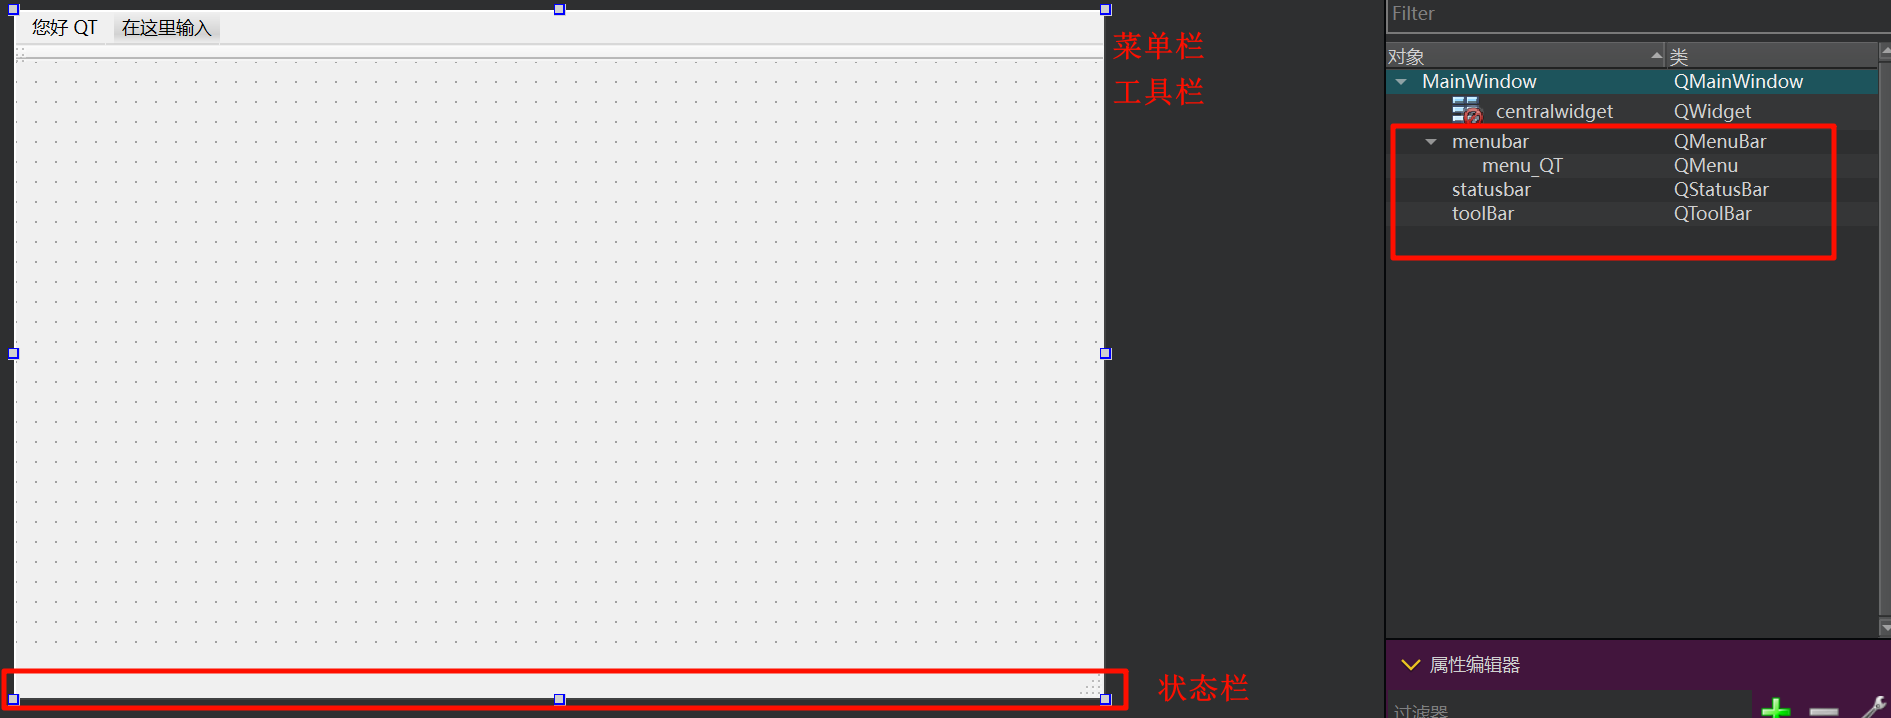 您好 QT 在这里输入
菜单栏
工具栏
状态栏
Filter
对象 类
MainWindow QMainWindow
centralwidget QWidget
menubar QMenuBar
menu_QT QMenu
statusbar QStatusBar
toolBar QToolBar
属性编辑器
过滤器